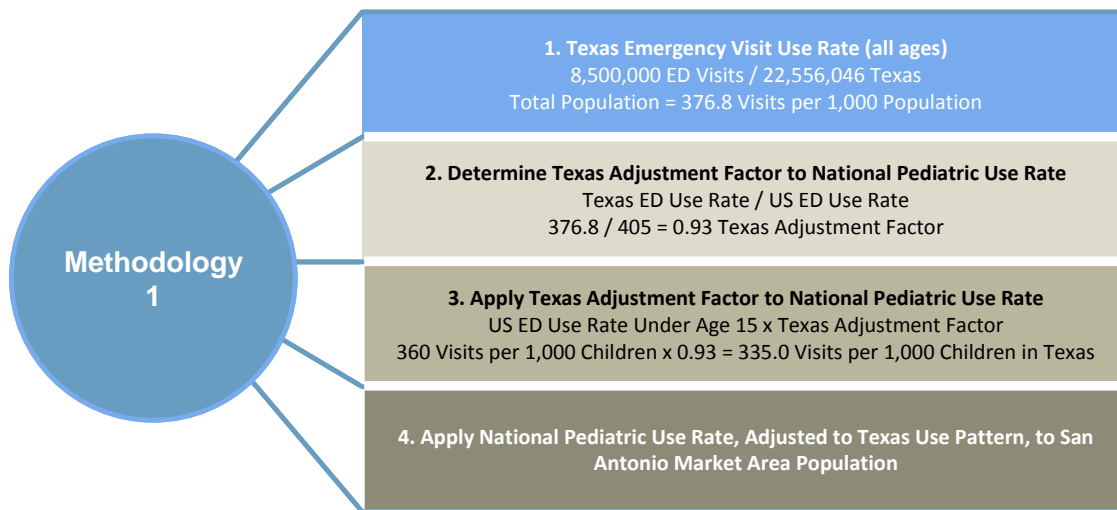 Methodology
1
1. Texas Emergency Visit Use Rate (all ages)
8,500,000 ED Visits / 22,556,046 Texas
Total Population = 376.8 Visits per 1,000 Population
2. Determine Texas Adjustment Factor to National Pediatric Use Rate
Texas ED Use Rate / US ED Use Rate
376.8 / 405 = 0.93 Texas Adjustment Factor
3. Apply Texas Adjustment Factor to National Pediatric Use Rate
US ED Use Rate Under Age 15 x Texas Adjustment Factor
360 Visits per 1,000 Children x 0.93 = 335.0 Visits per 1,000 Children in Texas
4. Apply National Pediatric Use Rate, Adjusted to Texas Use Pattern, to San
Antonio Market Area Population